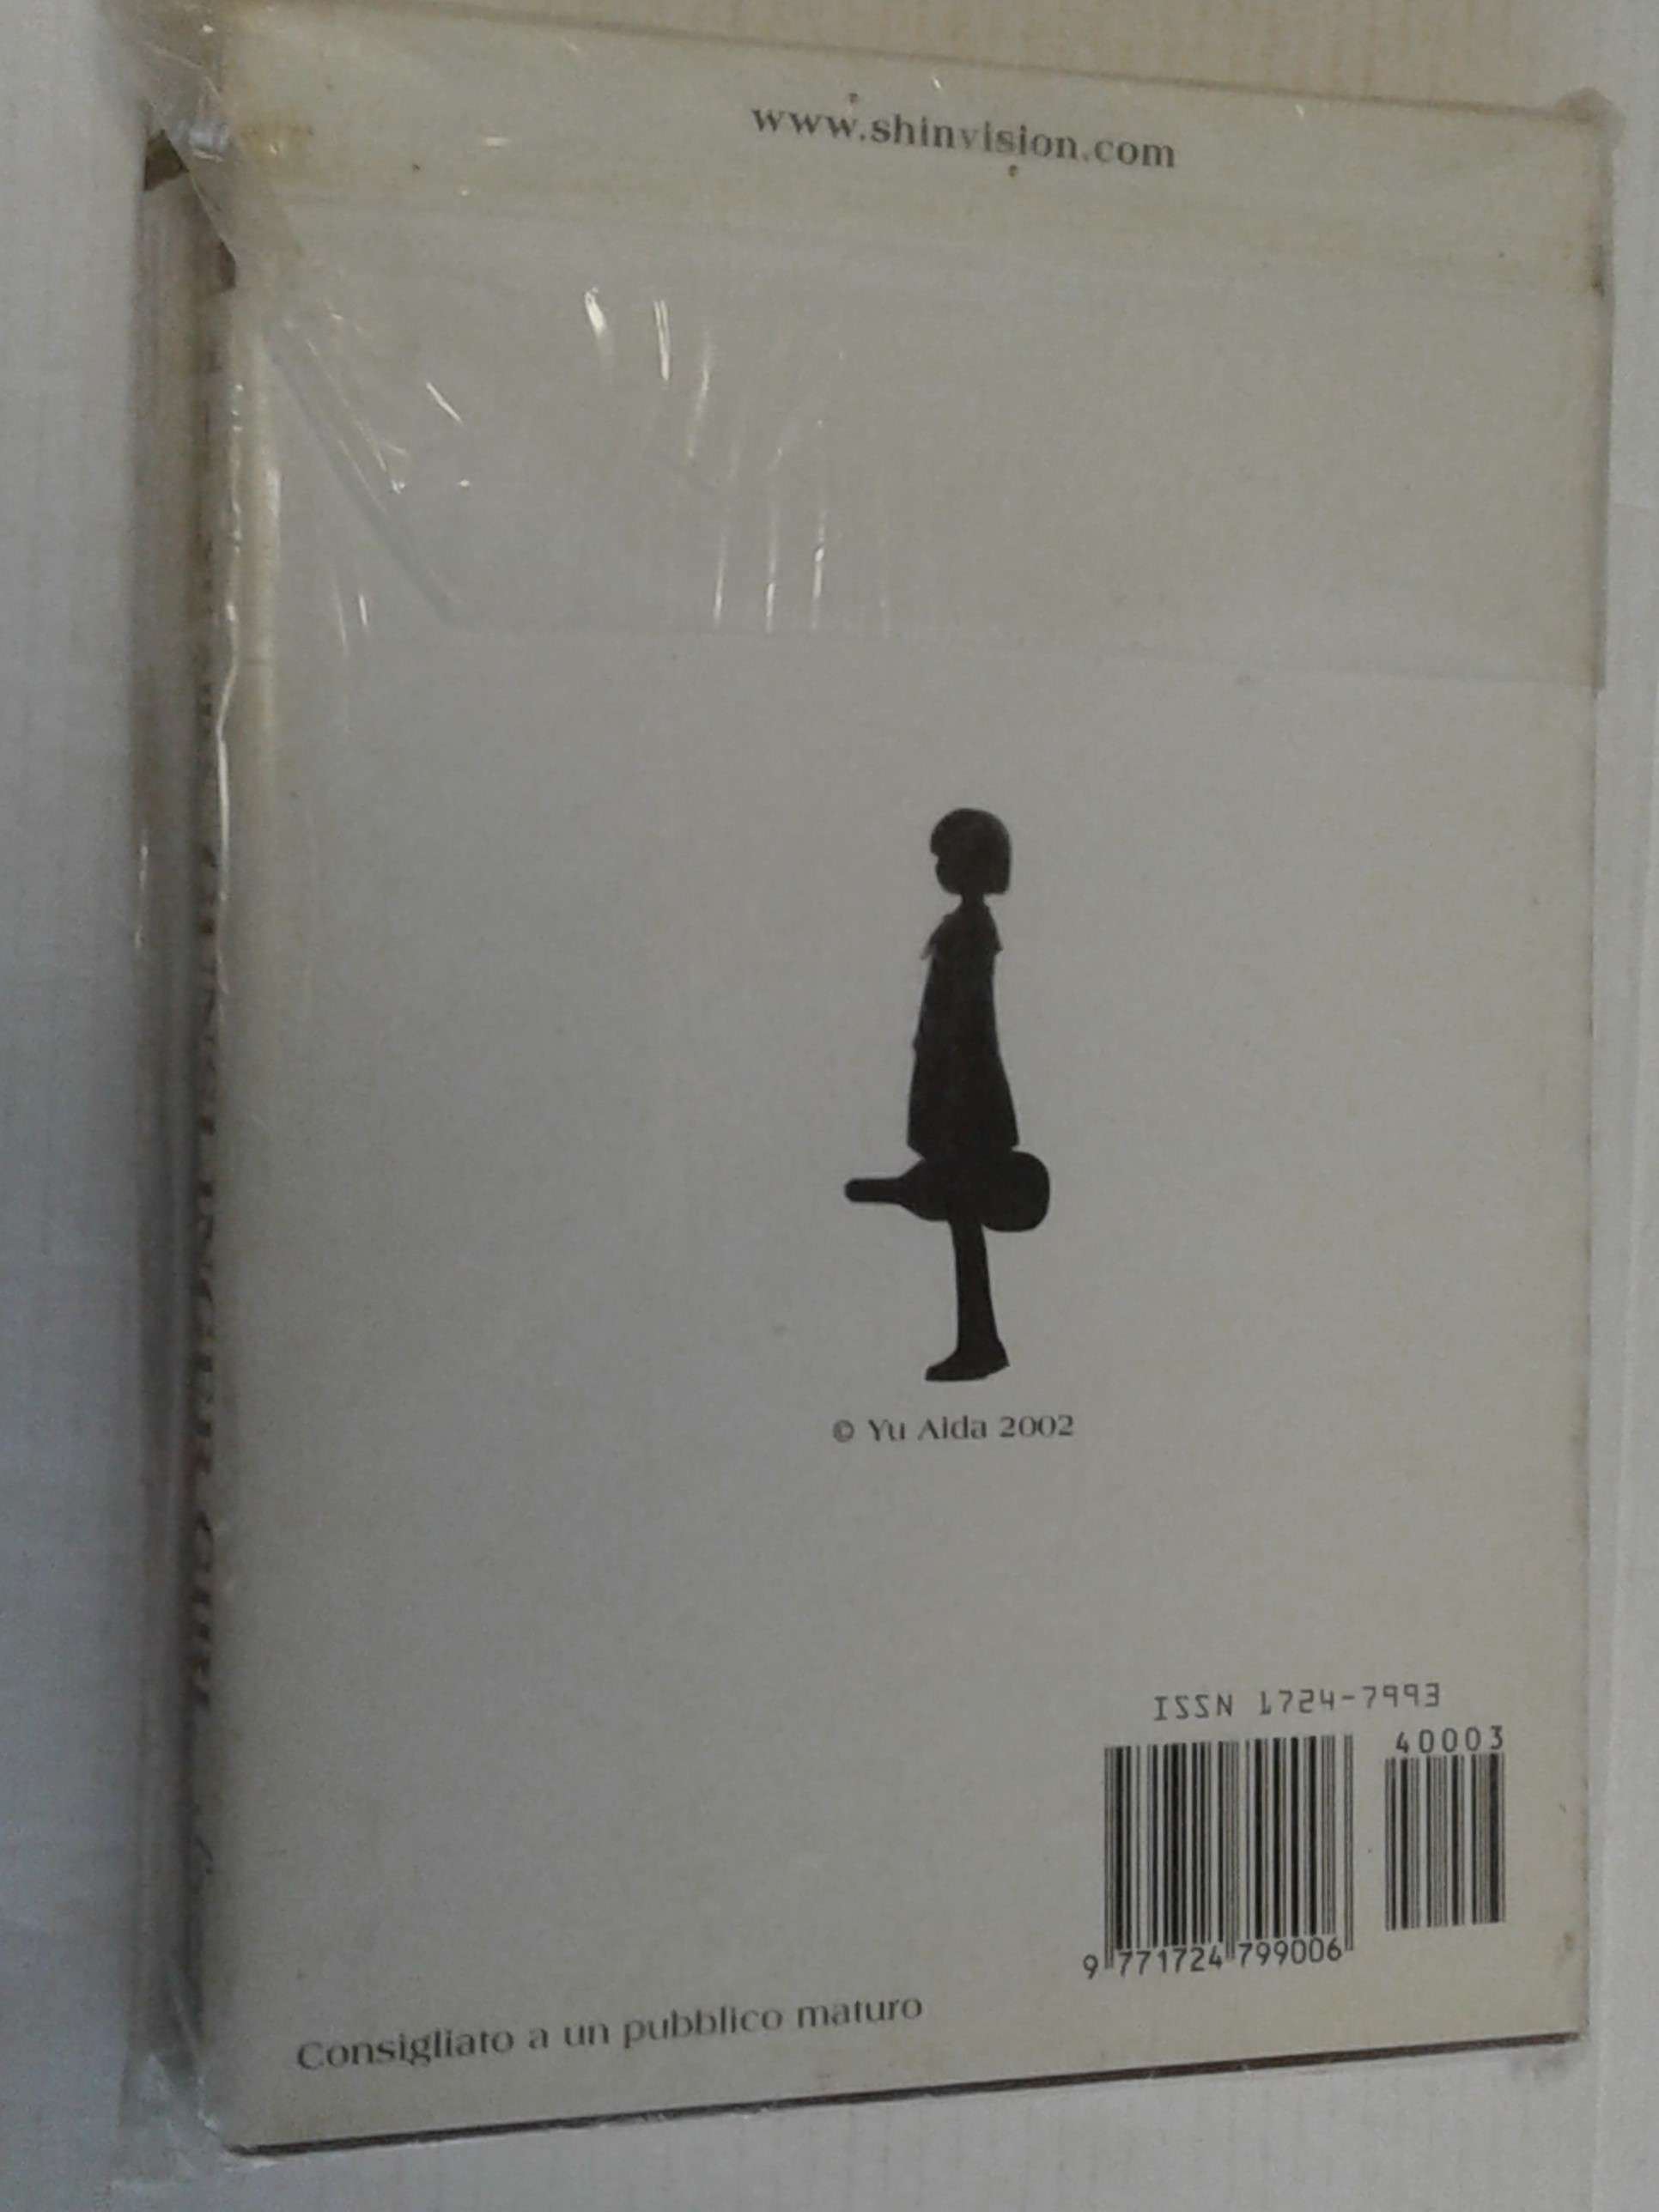 www.shinvision.com
© Yu Aida 2002
ISSN 1724-7993
40003
9 771724 799006
Consigliato a un pubblico maturo